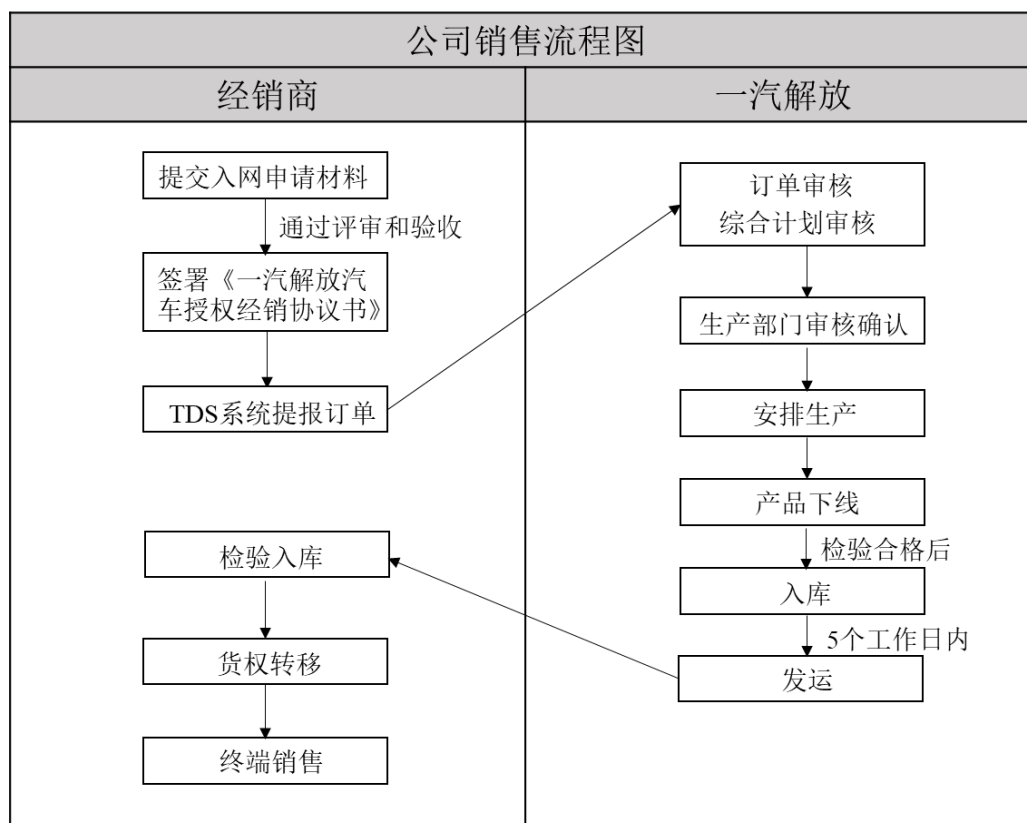 公司销售流程图
经销商
一汽解放
提交入网申请材料
通过评审和验收
签署《一汽解放汽
车授权经销协议书》
TDS系统提报订单
订单审核
综合计划审核
生产部门审核确认
安排生产
产品下线
检验合格后
入库
5个工作日内
发运
检验入库
货权转移
终端销售